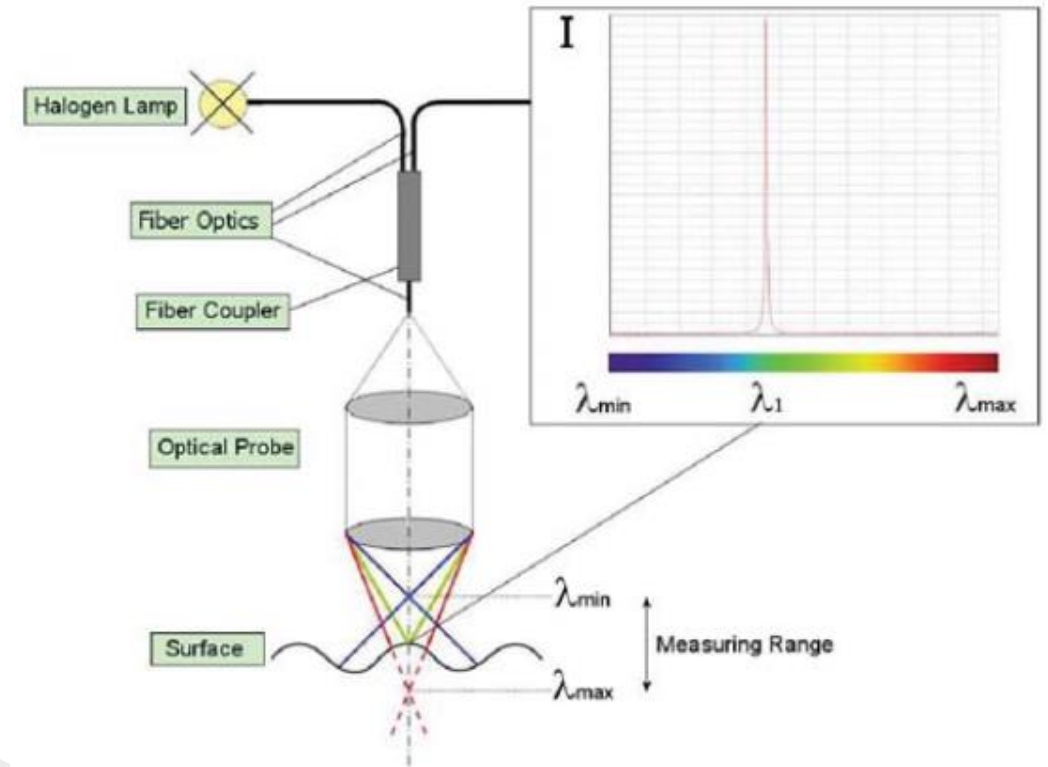 I
Halogen Lamp
Fiber Optics
Fiber Coupler
λmin λ1 λmax
Optical Probe
λmin
Surface
Measuring Range
λmax